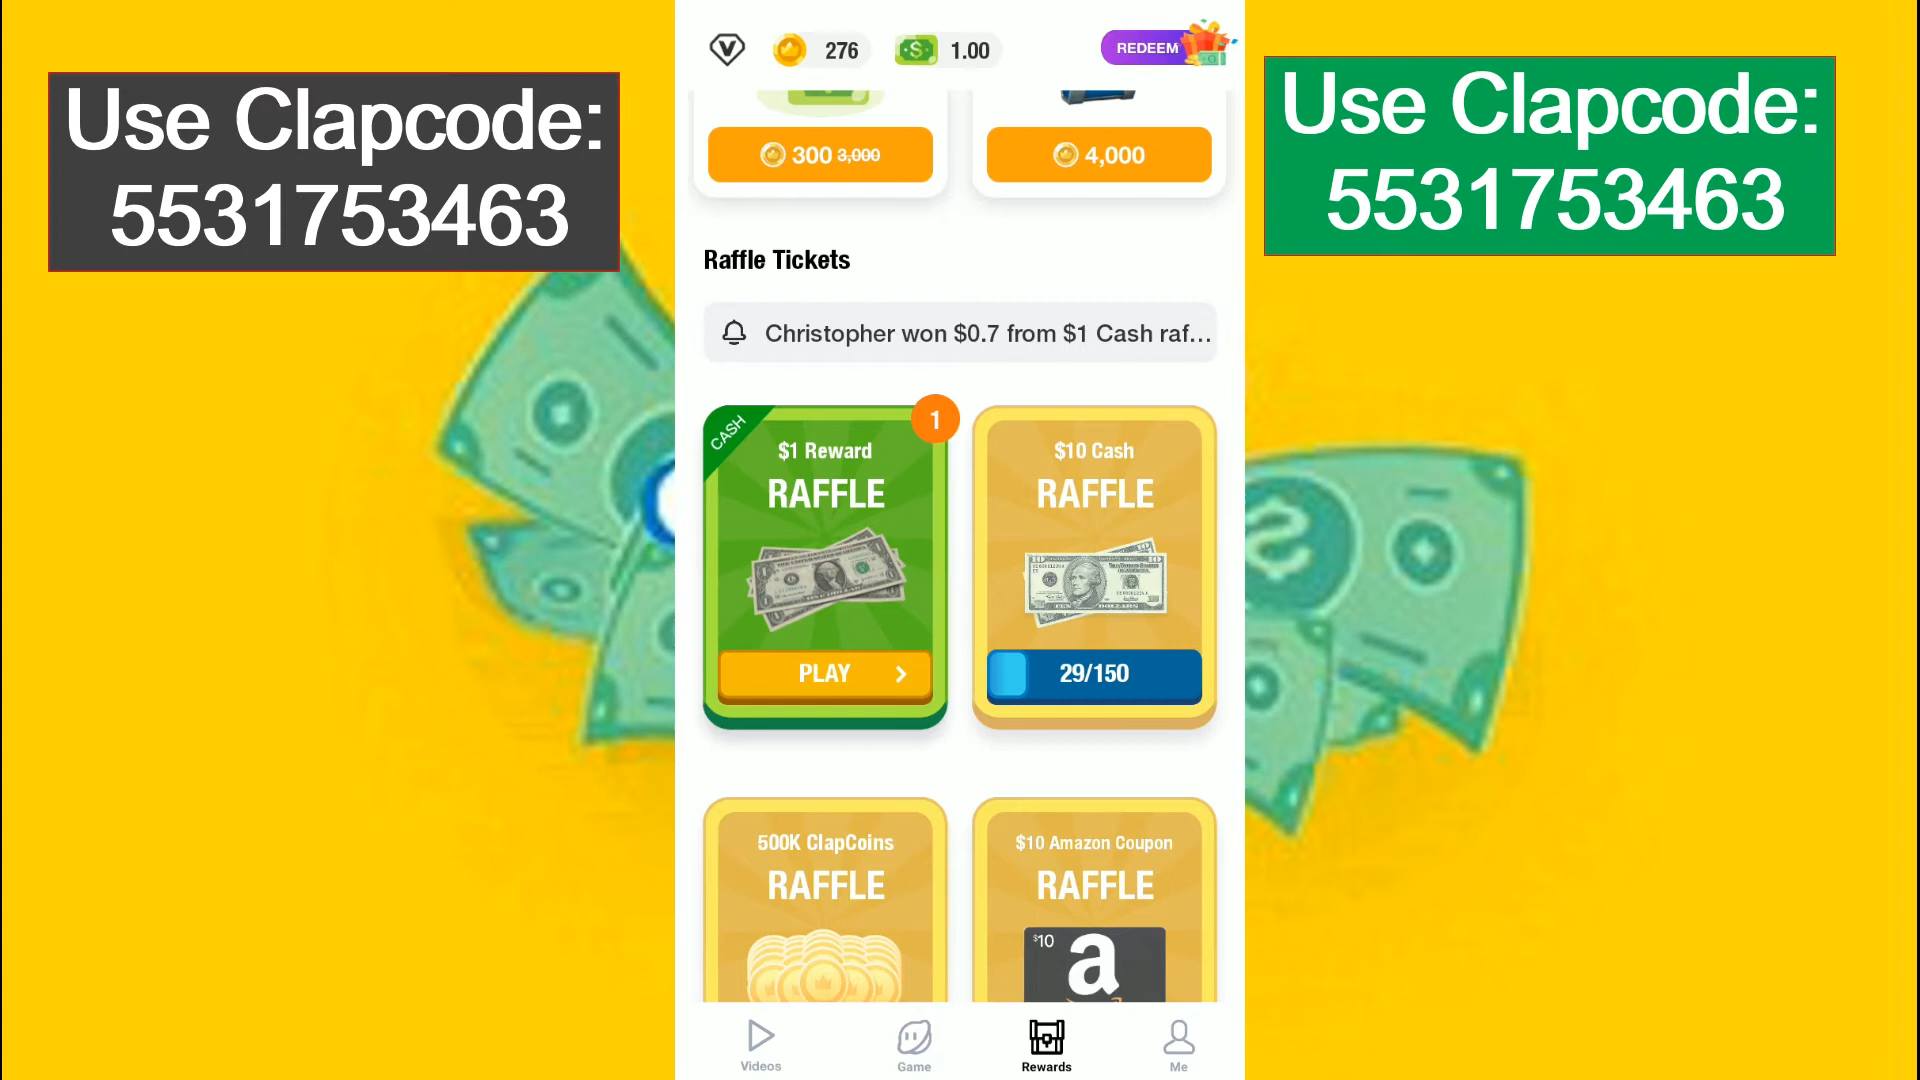 Use Clapcode:
5531753463
276
1.00
REDEEM
Use Clapcode:
5531753463
300 3,000
4,000
Raffle Tickets
Christopher won $0.7 from $1 Cash raf...
CASH
1
$1 Reward
RAFFLE
PLAY
$10 Cash
RAFFLE
29/150
500K ClapCoins
RAFFLE
$10 Amazon Coupon
RAFFLE
$10
a
Videos
Game
Rewards
Me